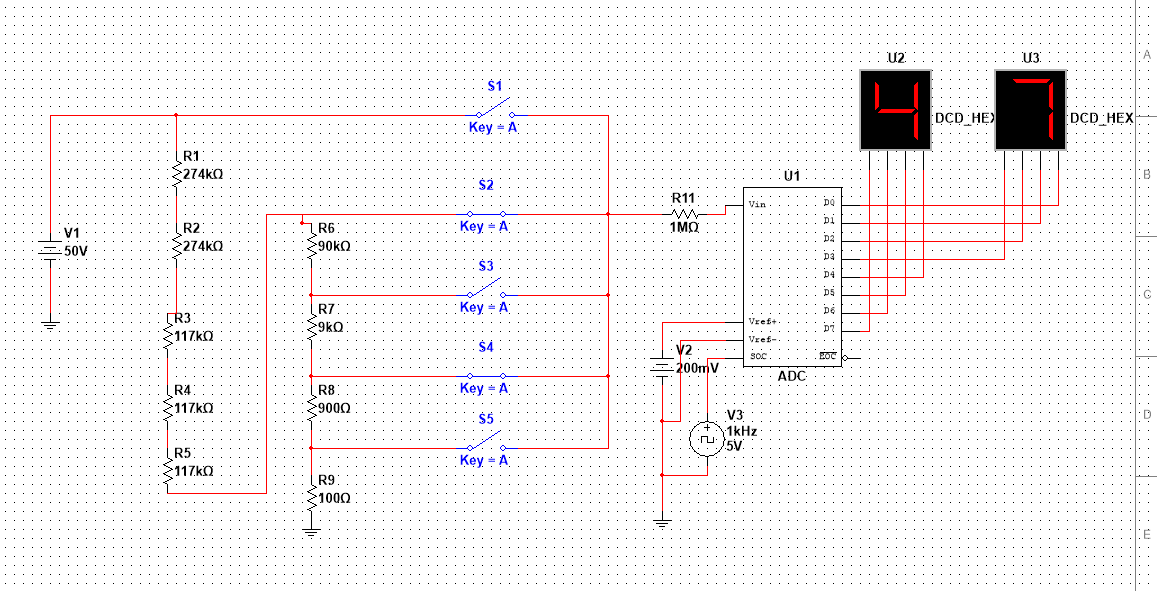 U2
U3
A
4
7
DCD_HEX
DCD_HEX
S1
Key = A
R1
274kΩ
B
U1
S2
Key = A
R11
1MΩ
Vin
D0
D1
D2
D3
D4
D5
D6
D7
Vref+
Vref-
SOC
EOC
ADC
V1
50V
R2
274kΩ
R6
90kΩ
S3
Key = A
C
R3
117kΩ
R7
9kΩ
S4
Key = A
V2
200mV
R4
117kΩ
R8
900Ω
S5
Key = A
V3
1kHz
5V
D
R5
117kΩ
R9
100Ω
E